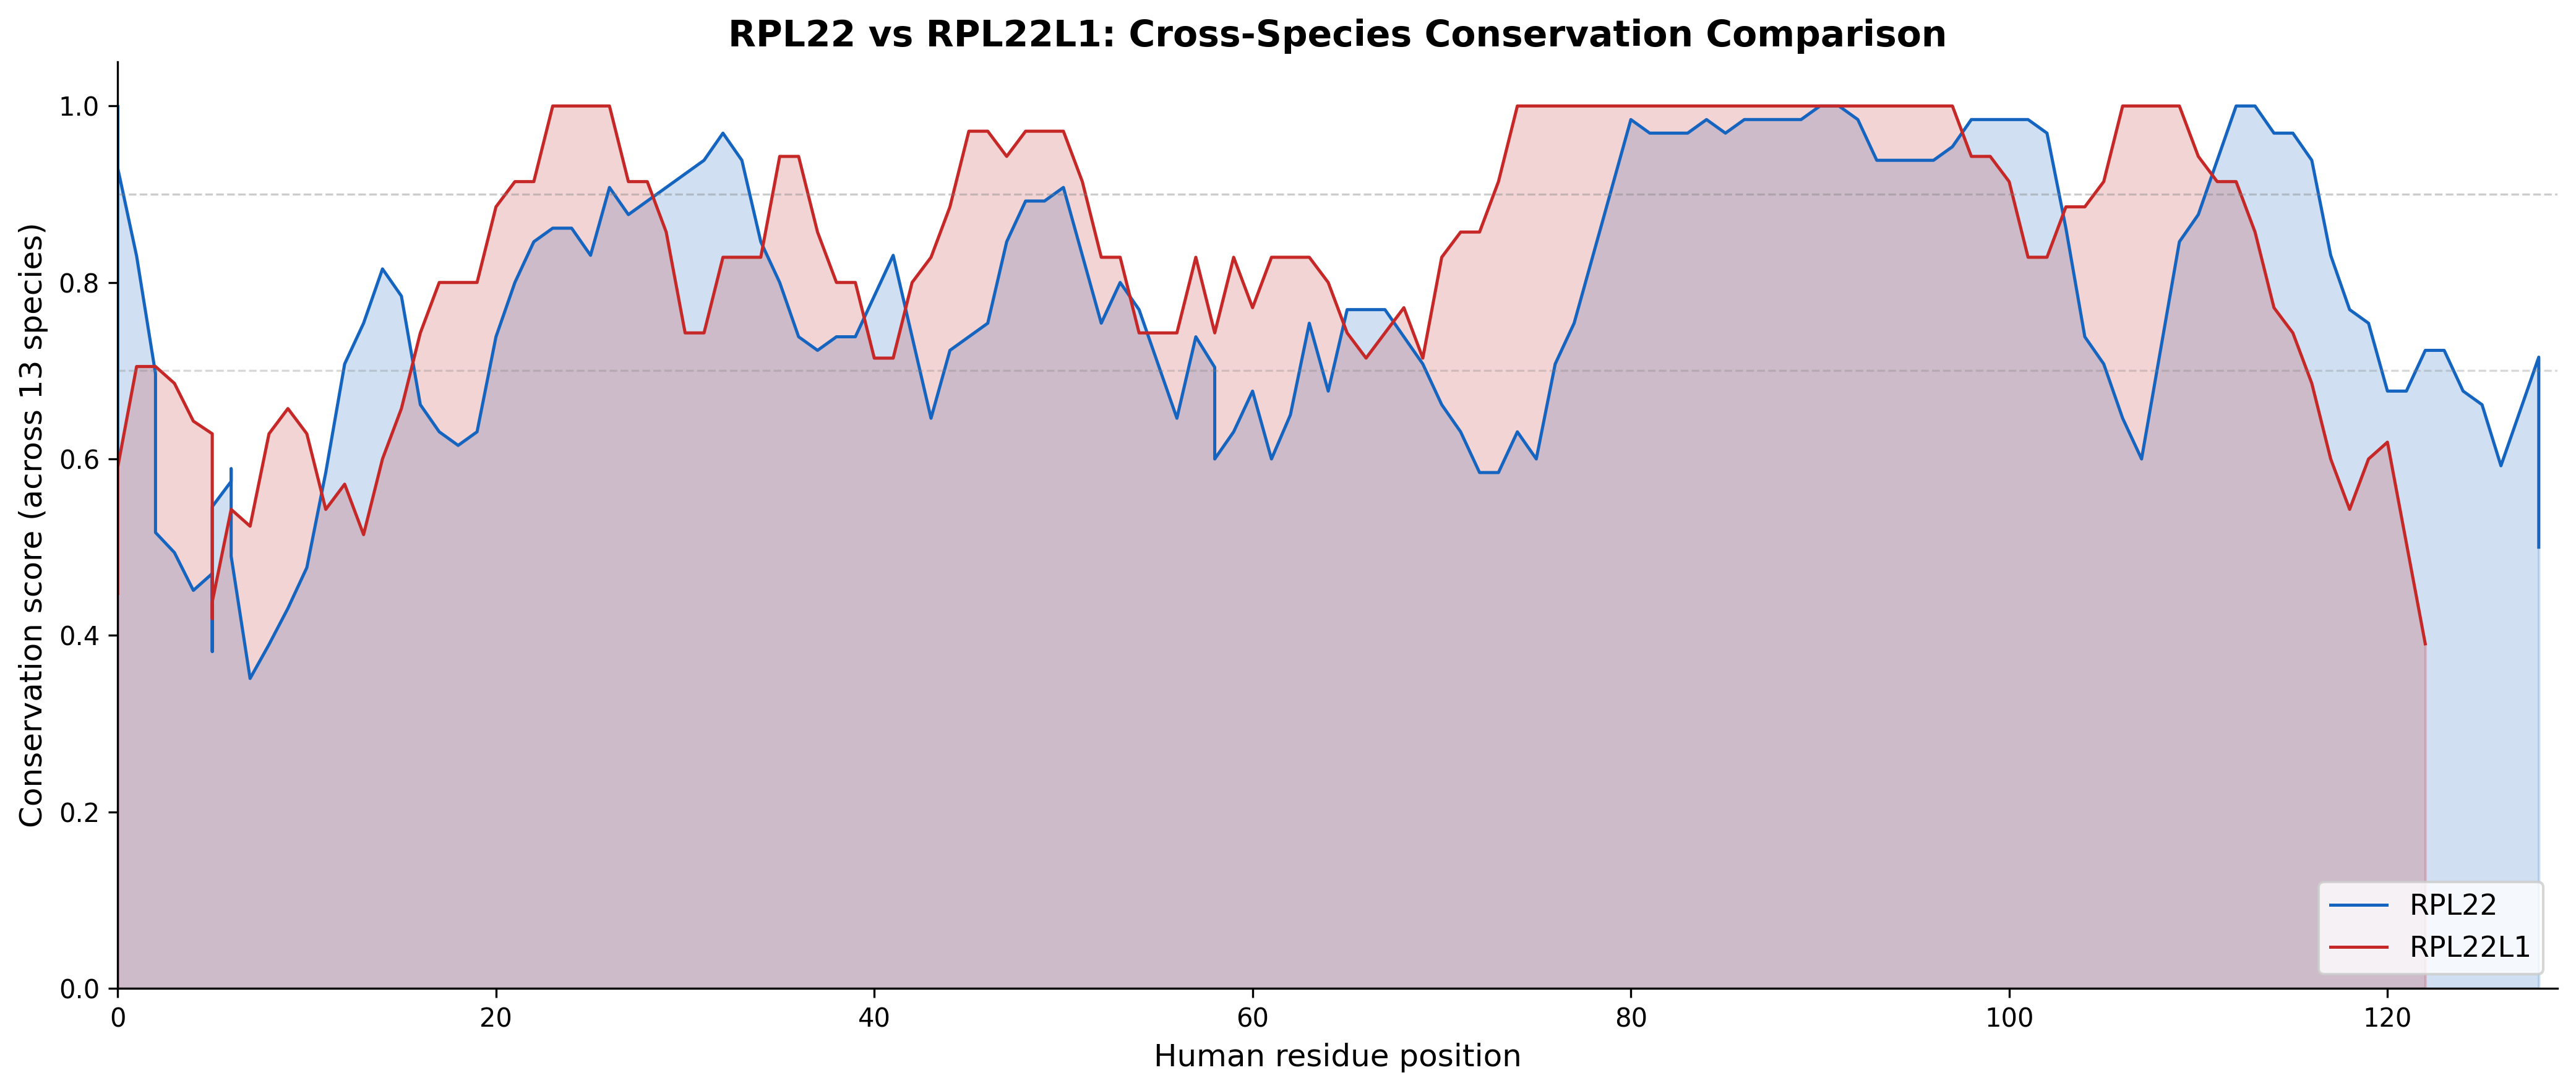 RPL22 vs RPL22L1: Cross-Species Conservation Comparison
Conservation score (across 13 species)
1.0
0.8
0.6
0.4
0.2
0.0
0 20 40 60 80 100 120
Human residue position
RPL22
RPL22L1